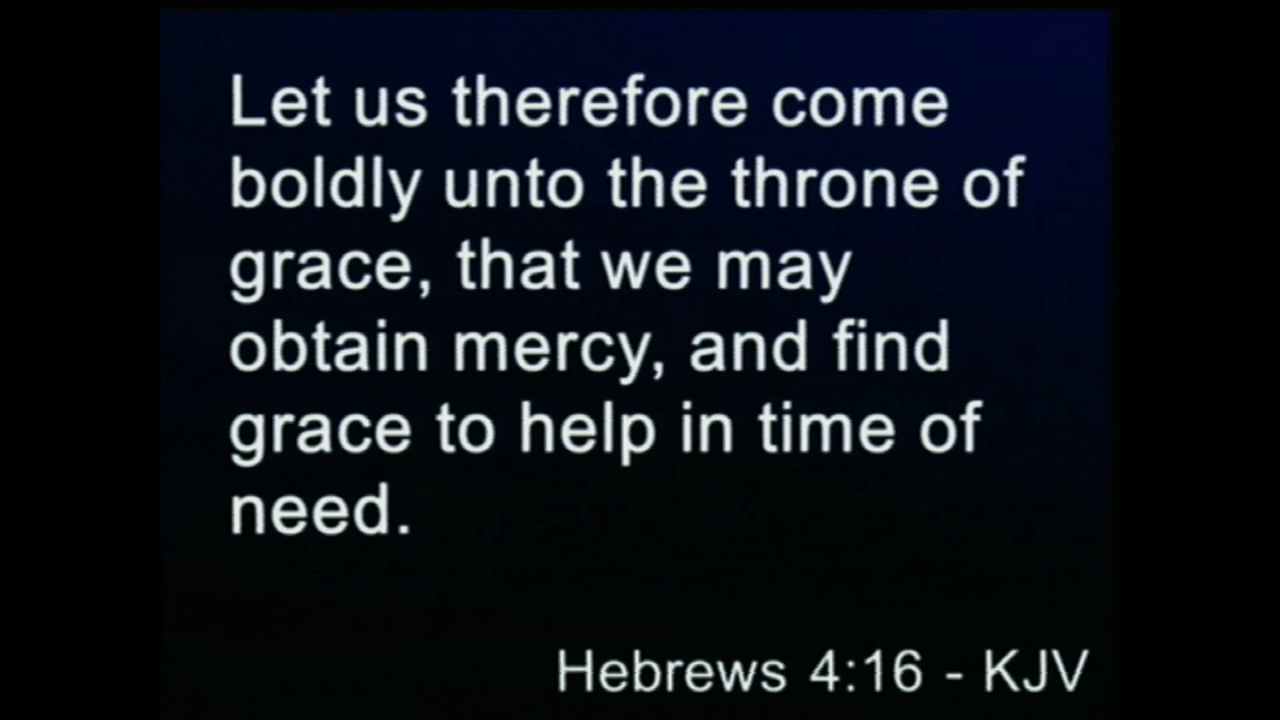 Let us therefore come
boldly unto the throne of
grace, that we may
obtain mercy, and find
grace to help in time of
need.
Hebrews 4:16 - KJV